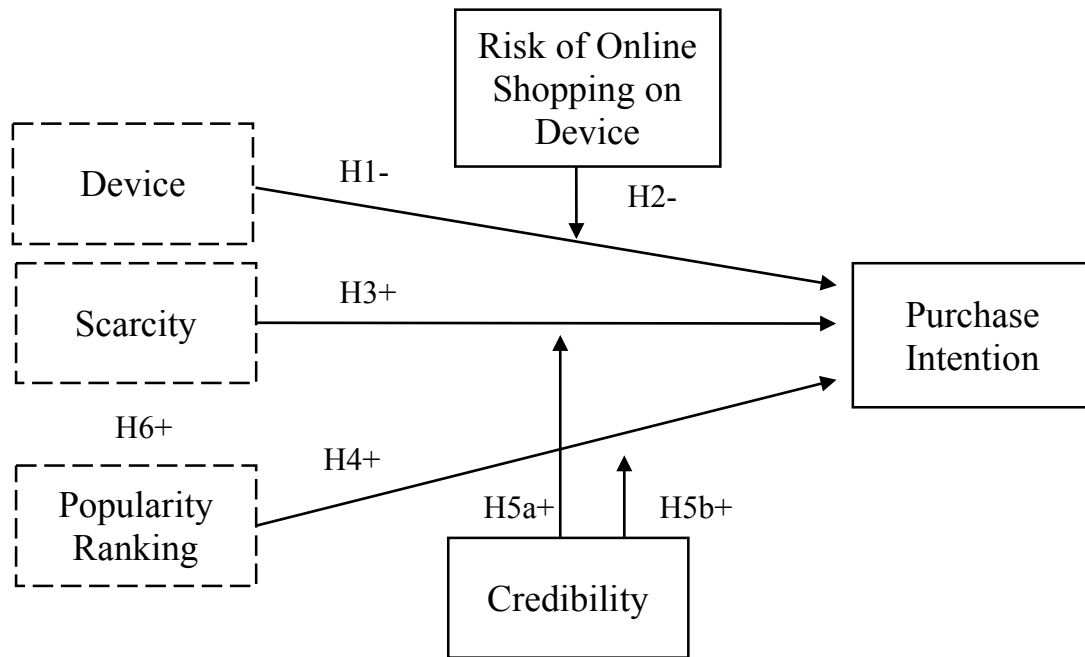 Risk of Online
Shopping on
Device
Device
H1-
H2-
Scarcity
H3+
Purchase
Intention
H6+
H4+
Popularity
Ranking
H5a+
H5b+
Credibility